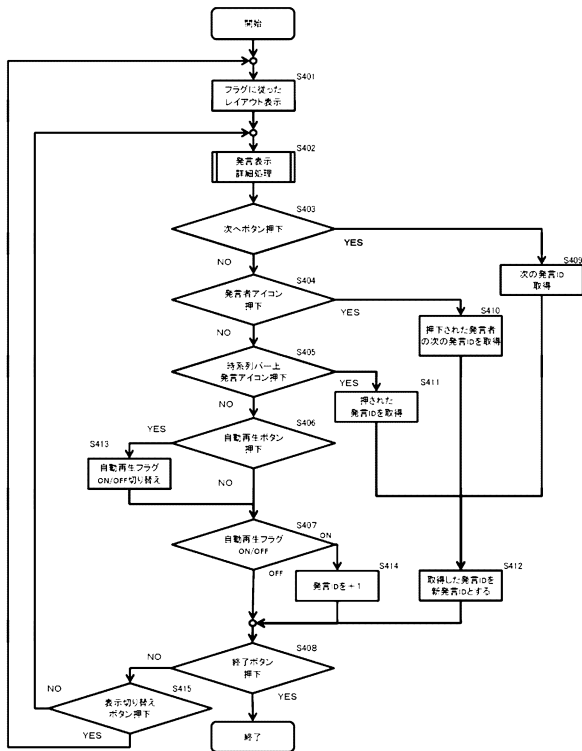 開始
S401
フラグに従った
レイアウト表示
S402
発言表示
詳細処理
S403
次へボタン押下
YES
NO
S409
次の発言ID
取得
S404
発言者アイコン
押下
YES
NO
S410
押下された発言者
の次の発言IDを取得
S405
時系列バー上
発言アイコン押下
YES
NO
S411
押された
発言IDを取得
S406
自動再生ボタン
押下
YES
NO
S413
自動再生フラグ
ON/OFF切り替え
S407
自動再生フラグ
ON/OFF
ON
OFF
S414
発言IDを+1
S412
取得した発言IDを
新発言IDとする
S408
終了ボタン
押下
NO
YES
S415
表示切り替え
ボタン押下
NO
YES
終了